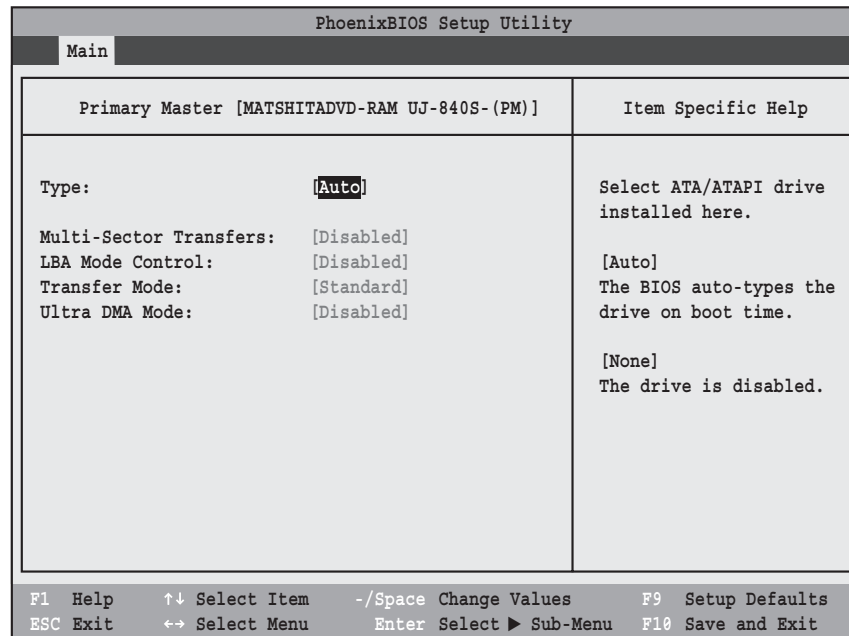 PhoenixBIOS Setup Utility
Main
Primary Master [MATSHITADVD-RAM UJ-840S-(PM)]
Type: [Auto]
Multi-Sector Transfers: [Disabled]
LBA Mode Control: [Disabled]
Transfer Mode: [Standard]
Ultra DMA Mode: [Disabled]
Item Specific Help
Select ATA/ATAPI drive
installed here.
[Auto]
The BIOS auto-types the
drive on boot time.
[None]
The drive is disabled.
F1 Help ↑↓ Select Item -/Space Change Values F9 Setup Defaults
ESC Exit ←→ Select Menu Enter Select ▶ Sub-Menu F10 Save and Exit